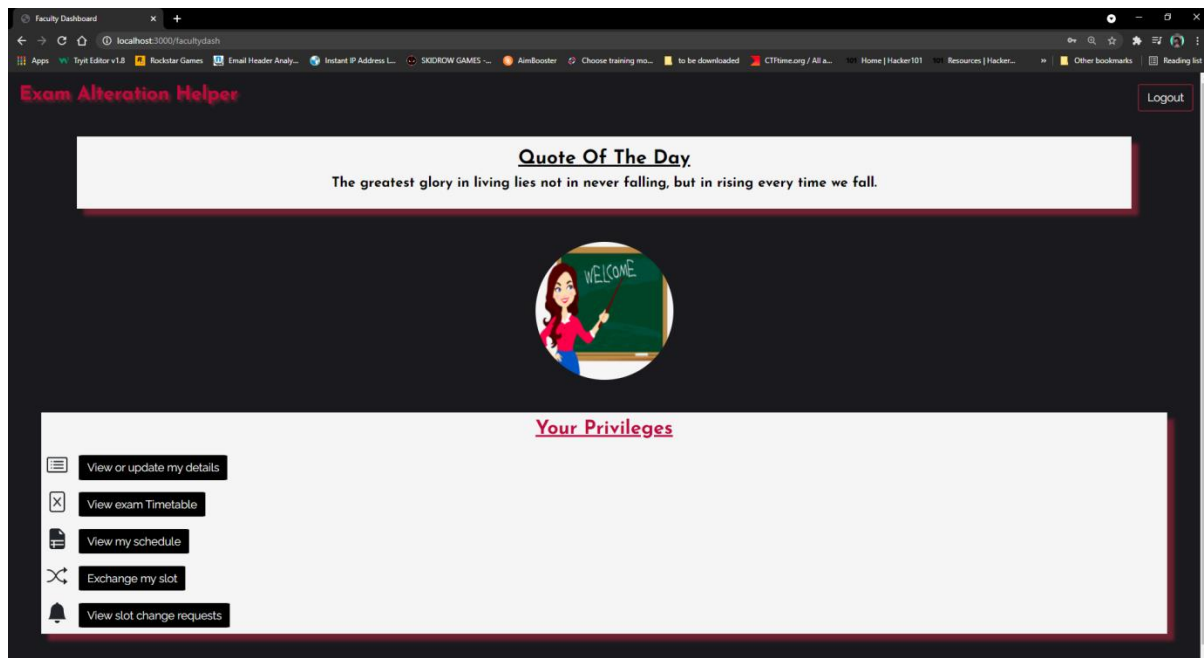 Faculty Dashboard
localhost:3000/facultydash
Apps Tryit Editor v1.8 Rockstar Games Email Header Analy... Instant IP Address L... SKIDROW GAMES -... AimBooster Choose training mo... to be downloaded CTFtime.org / All a... Home | Hacker101 Resources | Hacker... » Other bookmarks Reading list
Exam Alteration Helper
Logout
Quote Of The Day
The greatest glory in living lies not in never falling, but in rising every time we fall.
WELCOME
Your Privileges
View or update my details
View exam Timetable
View my schedule
Exchange my slot
View slot change requests